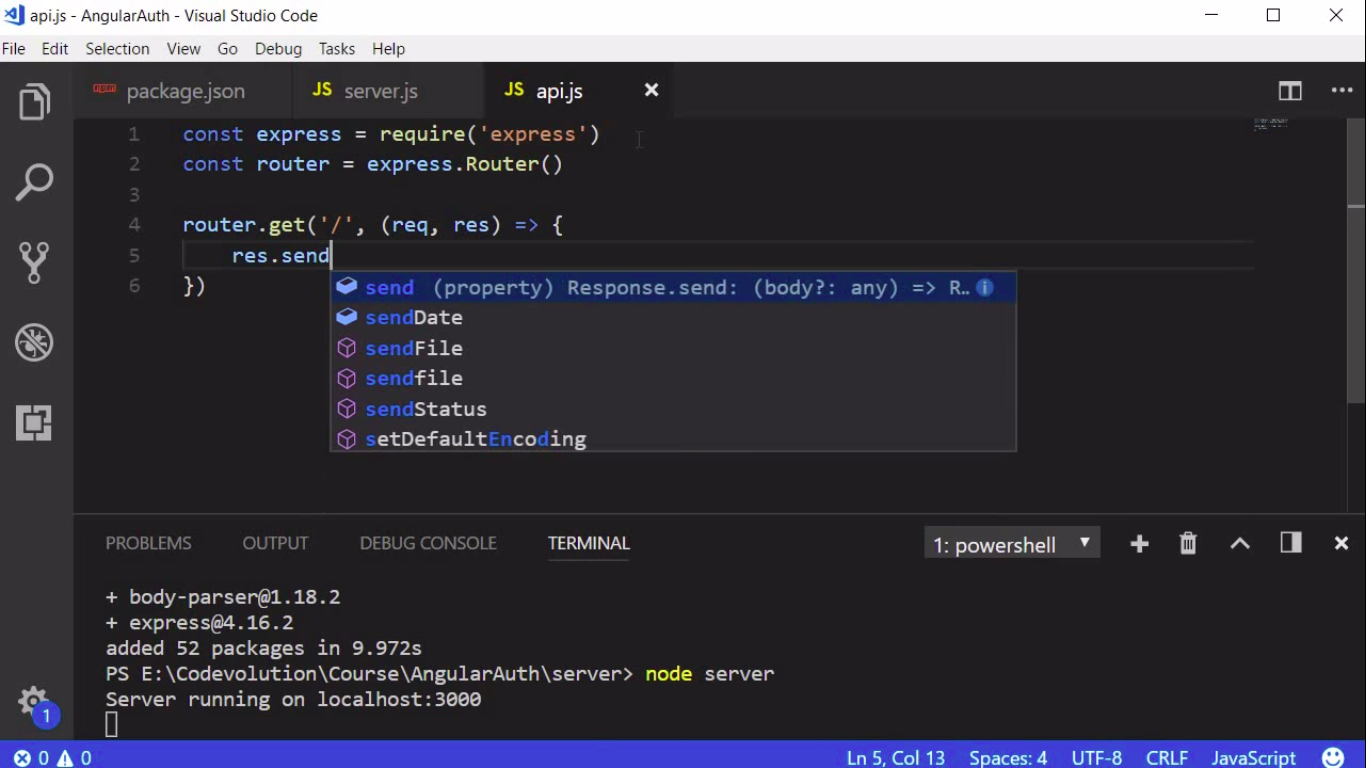 api.js - AngularAuth - Visual Studio Code
File Edit Selection View Go Debug Tasks Help
npm package.json JS server.js JS api.js
1 const express = require('express')
2 const router = express.Router()
3
4 router.get('/', (req, res) => {
5 res.send
6 })
send (property) Response.send: (body?: any) => R..
sendDate
sendFile
sendfile
sendStatus
setDefaultEncoding
PROBLEMS OUTPUT DEBUG CONSOLE TERMINAL 1: powershell
+ body-parser@1.18.2
+ express@4.16.2
added 52 packages in 9.972s
PS E:\Codevolution\Course\AngularAuth\server> node server
Server running on localhost:3000
1
0 0 Ln 5, Col 13 Spaces: 4 UTF-8 CRLF JavaScript